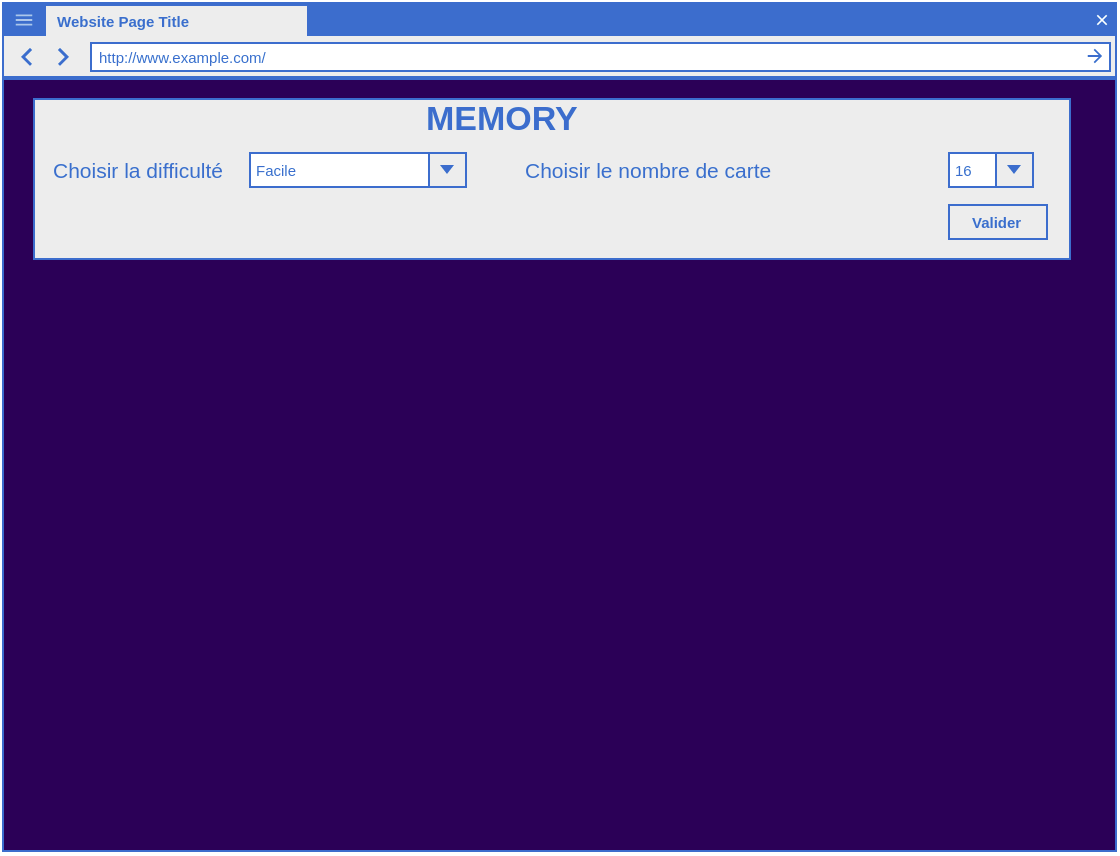 Website Page Title
http://www.example.com/
MEMORY
Choisir la difficulté Facile Choisir le nombre de carte 16
Valider